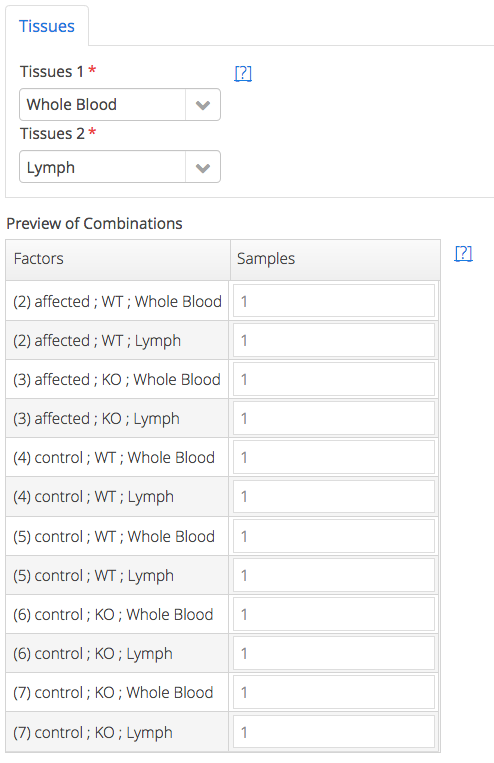 Tissues
Tissues 1 * [?]
Whole Blood
Tissues 2 *
Lymph
Preview of Combinations
Factors Samples [?]
(2) affected ; WT ; Whole Blood 1
(2) affected ; WT ; Lymph 1
(3) affected ; KO ; Whole Blood 1
(3) affected ; KO ; Lymph 1
(4) control ; WT ; Whole Blood 1
(4) control ; WT ; Lymph 1
(5) control ; WT ; Whole Blood 1
(5) control ; WT ; Lymph 1
(6) control ; KO ; Whole Blood 1
(6) control ; KO ; Lymph 1
(7) control ; KO ; Whole Blood 1
(7) control ; KO ; Lymph 1